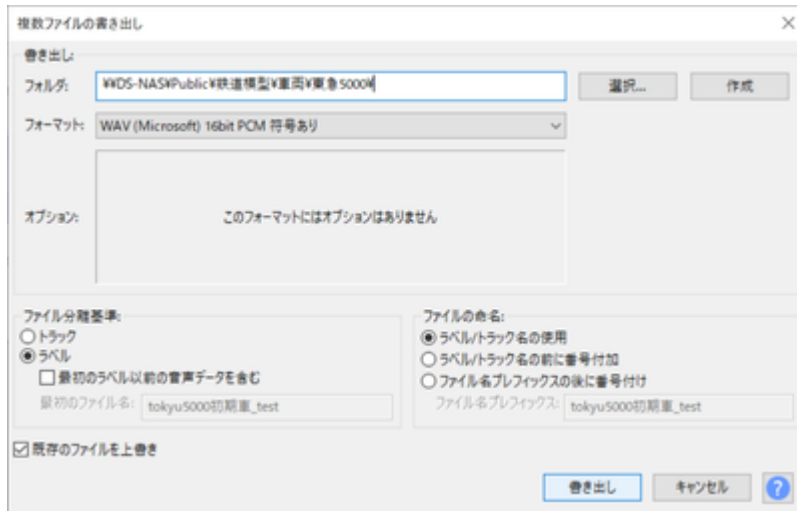 複数ファイルの書き出し
書き出し:
フォルダ: ¥¥DS-NAS¥Public¥鉄道模型¥車両¥東急5000¥ 選択... 作成
フォーマット: WAV (Microsoft) 16bit PCM 符号あり
オプション: このフォーマットにはオプションはありません
ファイル分離基準:
トラック
ラベル
最初のラベル以前の音声データを含む
最初のファイル名: tokyu5000初期車_test
ファイルの命名:
ラベル/トラック名の使用
ラベル/トラック名の前に番号付加
ファイル名プレフィックスの後に番号付け
ファイル名プレフィックス: tokyu5000初期車_test
既存のファイルを上書き
書き出し キャンセル ?